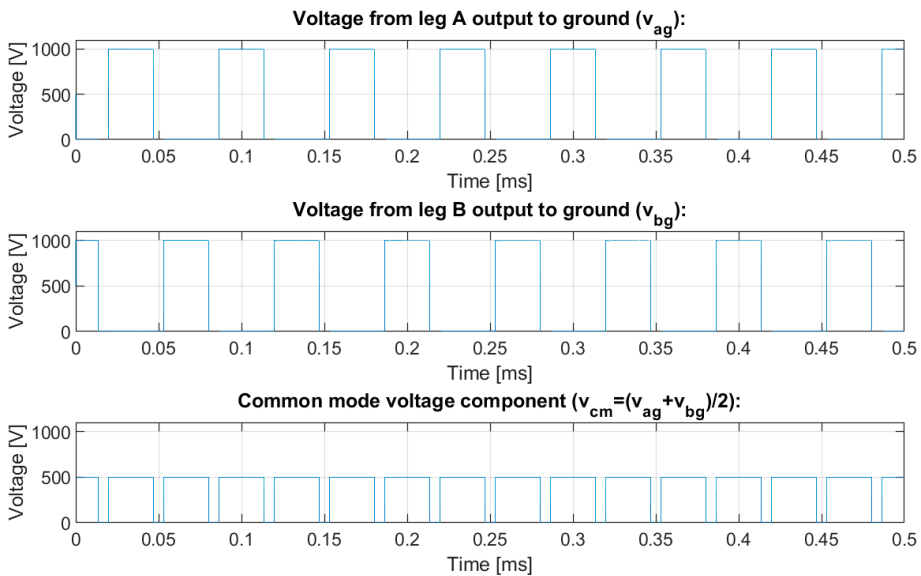 Voltage from leg A output to ground (v_ag):
Voltage [V]
1000
500
0
0 0.05 0.1 0.15 0.2 0.25 0.3 0.35 0.4 0.45 0.5
Time [ms]
Voltage from leg B output to ground (v_bg):
Voltage [V]
1000
500
0
0 0.05 0.1 0.15 0.2 0.25 0.3 0.35 0.4 0.45 0.5
Time [ms]
Common mode voltage component (v_cm=(v_ag+v_bg)/2):
Voltage [V]
1000
500
0
0 0.05 0.1 0.15 0.2 0.25 0.3 0.35 0.4 0.45 0.5
Time [ms]